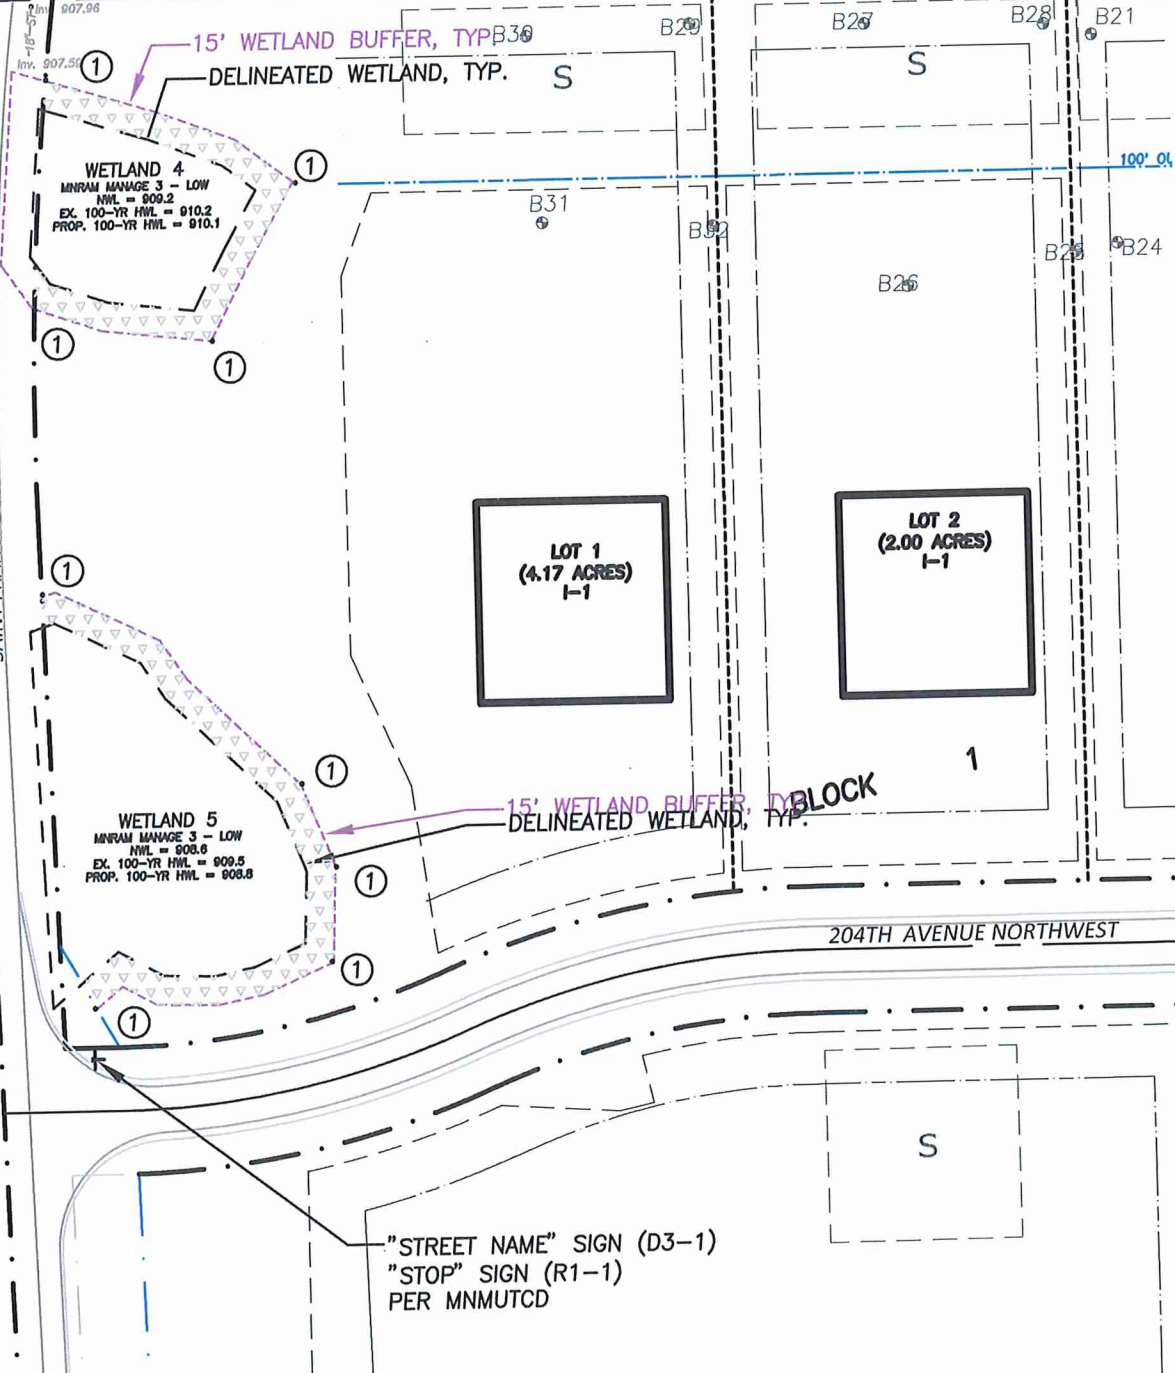 Inv. 907.96
18"-ST
Inv. 907.5
15' WETLAND BUFFER, TYP.
DELINEATED WETLAND, TYP.
B30
B29
B27
B28
B21
S
S
1
1
WETLAND 4
MNRAM MANAGE 3 - LOW
NWL = 909.2
EX. 100-YR HWL = 910.2
PROP. 100-YR HWL = 910.1
100' OL
B31
B32
B25
B24
B26
1
1
LOT 1
(4.17 ACRES)
I-1
LOT 2
(2.00 ACRES)
I-1
1
1
BLOCK 1
15' WETLAND BUFFER, TYP.
DELINEATED WETLAND, TYP.
WETLAND 5
MNRAM MANAGE 3 - LOW
NWL = 908.6
EX. 100-YR HWL = 909.5
PROP. 100-YR HWL = 908.8
1
204TH AVENUE NORTHWEST
1
1
S
"STREET NAME" SIGN (D3-1)
"STOP" SIGN (R1-1)
PER MNMUTCD